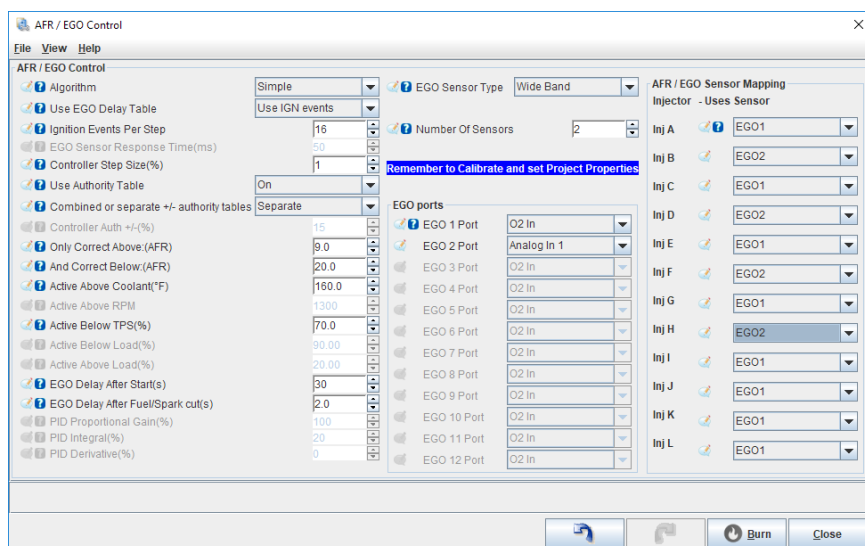 AFR / EGO Control
File View Help
AFR / EGO Control
Algorithm Simple
Use EGO Delay Table Use IGN events
Ignition Events Per Step 16
EGO Sensor Response Time(ms) 50
Controller Step Size(%) 1
Use Authority Table On
Combined or separate +/- authority tables Separate
Controller Auth +/-(%) 15
Only Correct Above:(AFR) 9.0
And Correct Below:(AFR) 20.0
Active Above Coolant(°F) 160.0
Active Above RPM 1300
Active Below TPS(%) 70.0
Active Below Load(%) 90.00
Active Above Load(%) 20.00
EGO Delay After Start(s) 30
EGO Delay After Fuel/Spark cut(s) 2.0
PID Proportional Gain(%) 100
PID Integral(%) 20
PID Derivative(%) 0
EGO Sensor Type Wide Band
Number Of Sensors 2
Remember to Calibrate and set Project Properties
EGO ports
EGO 1 Port O2 In
EGO 2 Port Analog In 1
EGO 3 Port O2 In
EGO 4 Port O2 In
EGO 5 Port O2 In
EGO 6 Port O2 In
EGO 7 Port O2 In
EGO 8 Port O2 In
EGO 9 Port O2 In
EGO 10 Port O2 In
EGO 11 Port O2 In
EGO 12 Port O2 In
AFR / EGO Sensor Mapping
Injector - Uses Sensor
Inj A EGO1
Inj B EGO2
Inj C EGO1
Inj D EGO2
Inj E EGO1
Inj F EGO2
Inj G EGO1
Inj H EGO2
Inj I EGO1
Inj J EGO1
Inj K EGO1
Inj L EGO1
Burn Close